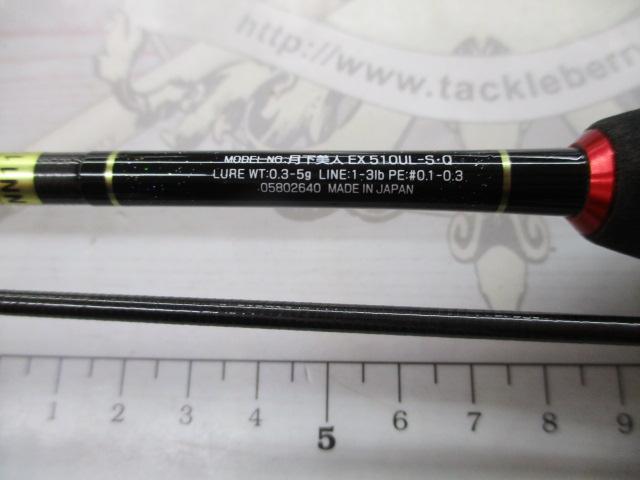 http://www.tacklebern
MODEL NO.月下美人 EX 510UL-S・Q
LURE WT:0.3-5g LINE:1-3lb PE:#0.1-0.3
05802640 MADE IN JAPAN
1 2 3 4 5 6 7 8 9